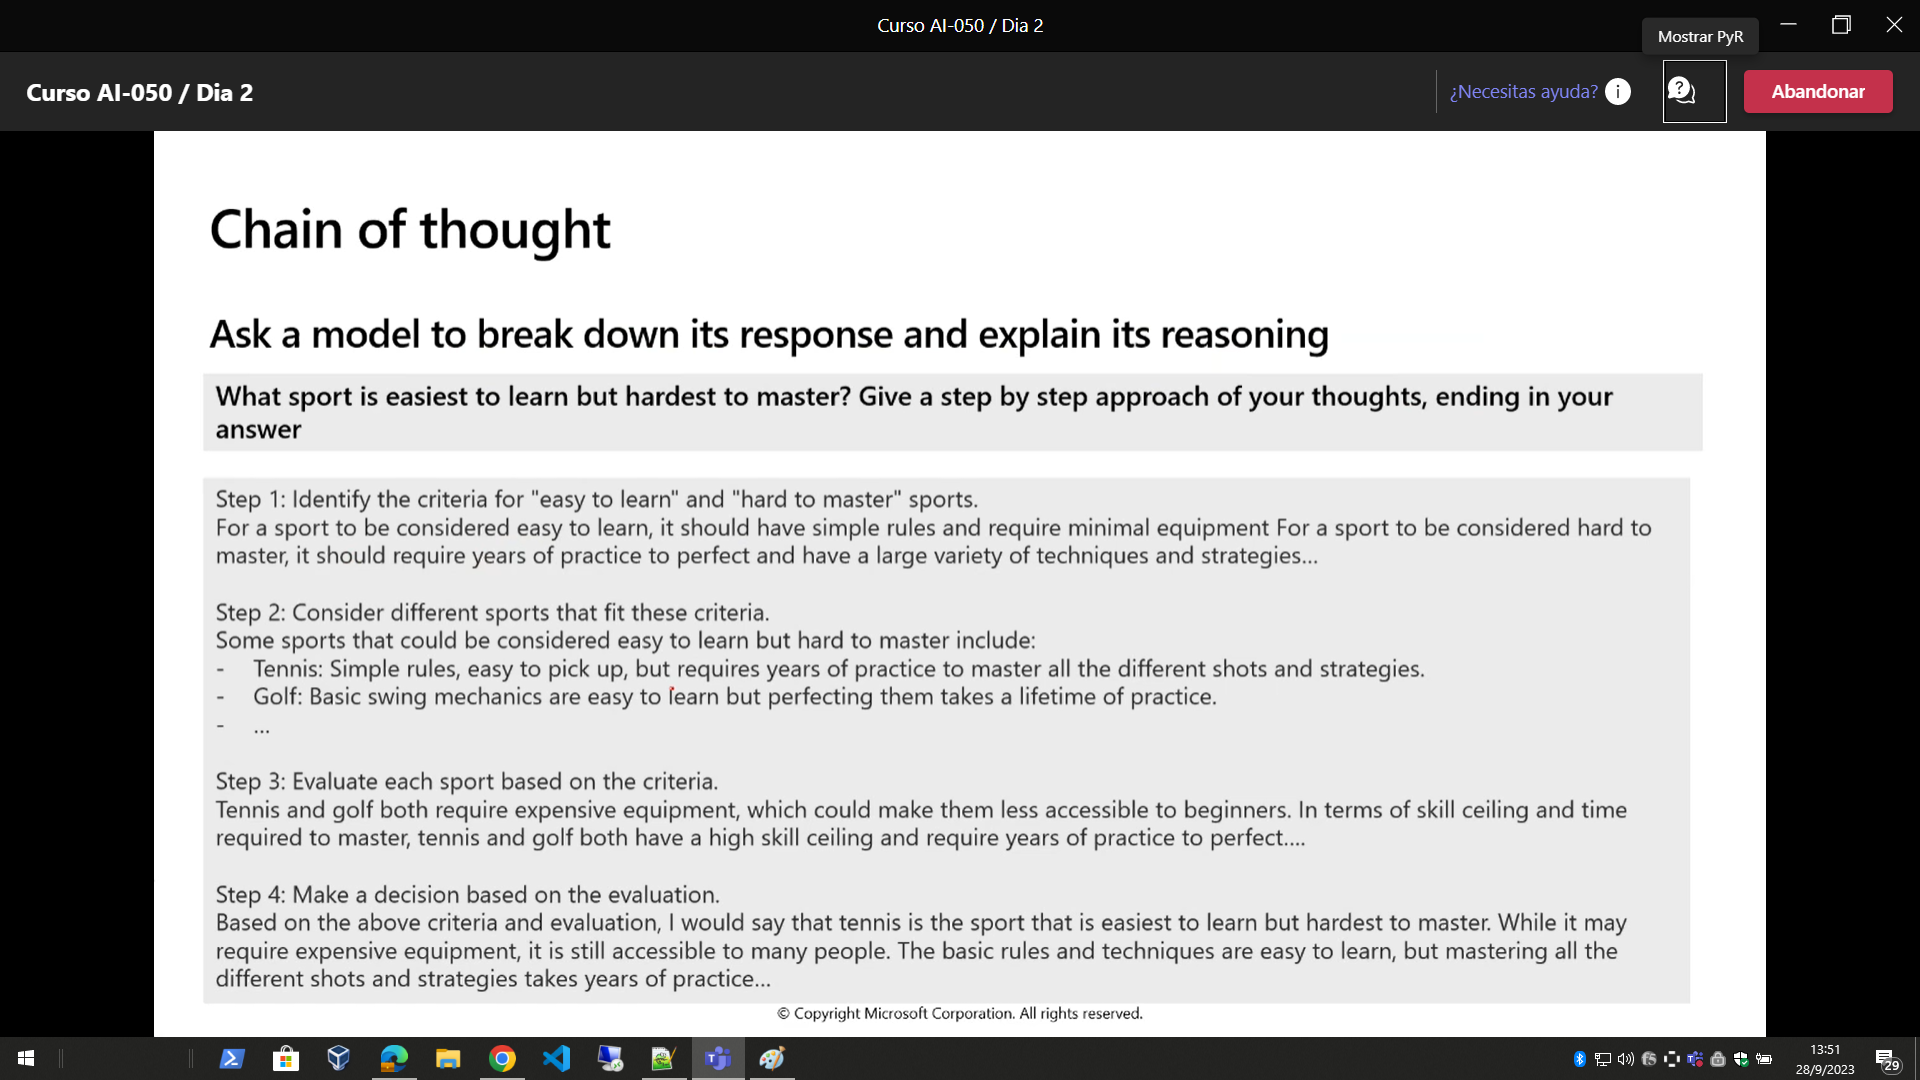 Curso AI-050 / Dia 2
Mostrar PyR
Curso AI-050 / Dia 2
¿Necesitas ayuda?
Abandonar
Chain of thought
Ask a model to break down its response and explain its reasoning
What sport is easiest to learn but hardest to master? Give a step by step approach of your thoughts, ending in your
answer
Step 1: Identify the criteria for "easy to learn" and "hard to master" sports.
For a sport to be considered easy to learn, it should have simple rules and require minimal equipment For a sport to be considered hard to
master, it should require years of practice to perfect and have a large variety of techniques and strategies...
Step 2: Consider different sports that fit these criteria.
Some sports that could be considered easy to learn but hard to master include:
- Tennis: Simple rules, easy to pick up, but requires years of practice to master all the different shots and strategies.
- Golf: Basic swing mechanics are easy to learn but perfecting them takes a lifetime of practice.
- ...
Step 3: Evaluate each sport based on the criteria.
Tennis and golf both require expensive equipment, which could make them less accessible to beginners. In terms of skill ceiling and time
required to master, tennis and golf both have a high skill ceiling and require years of practice to perfect....
Step 4: Make a decision based on the evaluation.
Based on the above criteria and evaluation, I would say that tennis is the sport that is easiest to learn but hardest to master. While it may
require expensive equipment, it is still accessible to many people. The basic rules and techniques are easy to learn, but mastering all the
different shots and strategies takes years of practice...
© Copyright Microsoft Corporation. All rights reserved.
13:51
28/9/2023
29